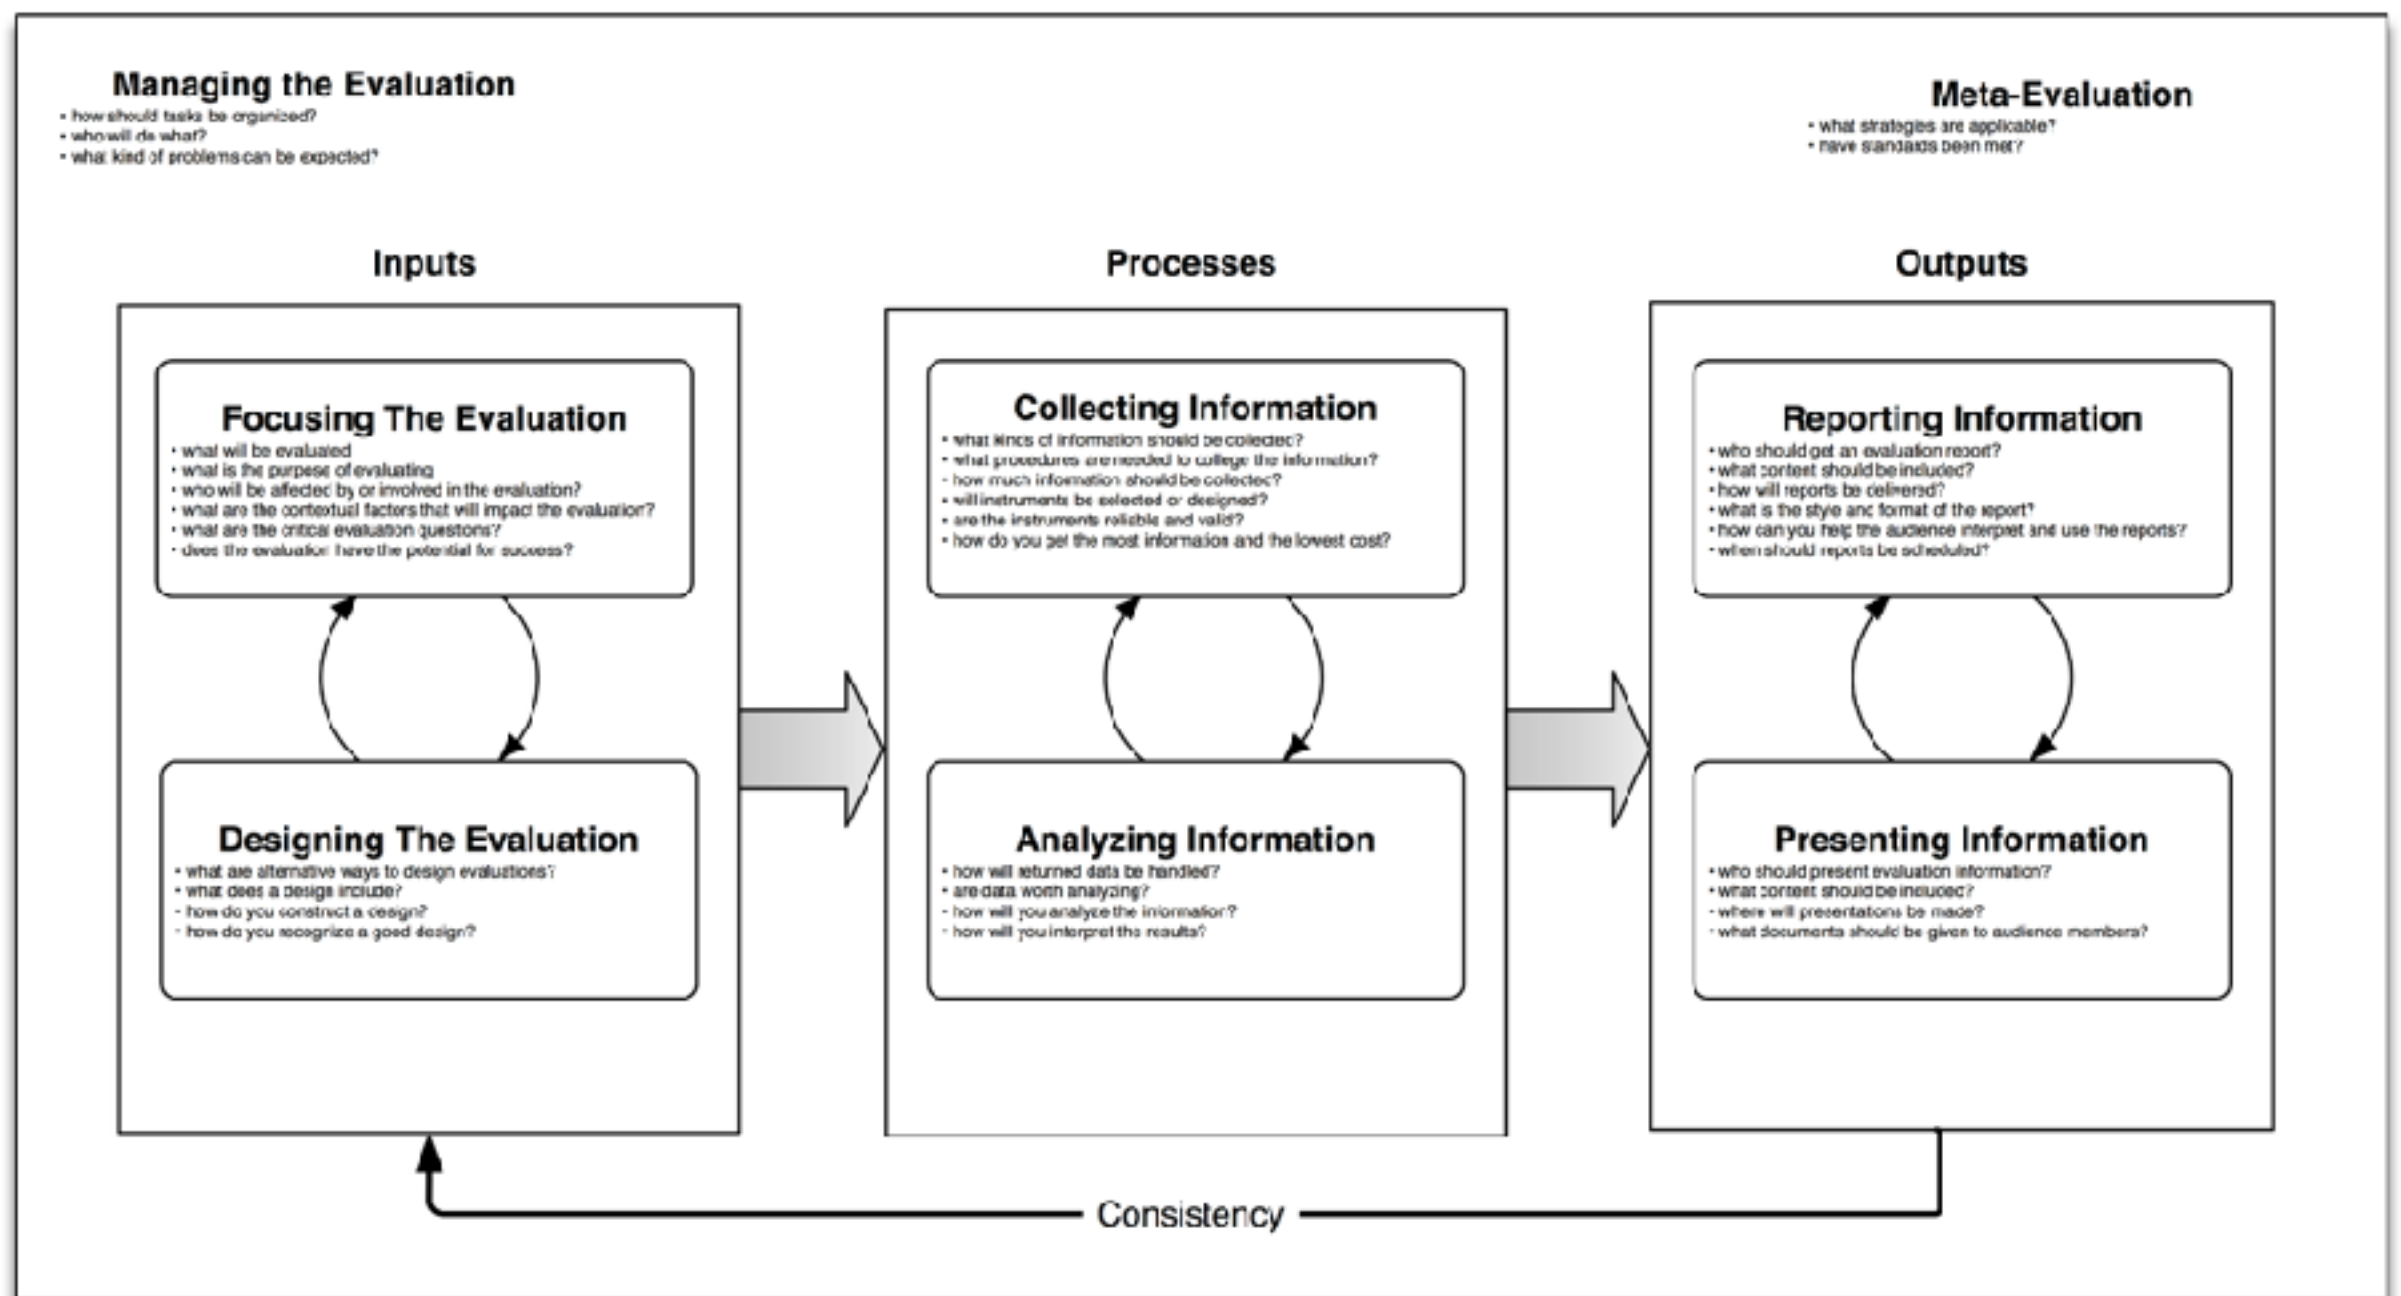 Managing the Evaluation
• how should tasks be organized?
• who will do what?
• what kind of problems can be expected?
Meta-Evaluation
• what strategies are applicable?
• have standards been met?
Inputs
Focusing The Evaluation
• what will be evaluated
• what is the purpose of evaluating
• who will be affected by or involved in the evaluation?
• what are the contextual factors that will impact the evaluation?
• what are the critical evaluation questions?
• does the evaluation have the potential for success?
Designing The Evaluation
• what are alternative ways to design evaluations?
• what does a design include?
- how do you construct a design?
- how do you recognize a good design?
Processes
Collecting Information
• what kinds of information should be collected?
• what procedures are needed to college the information?
- how much information should be collected?
• will instruments be selected or designed?
• are the instruments reliable and valid?
• how do you get the most information and the lowest cost?
Analyzing Information
• how will returned data be handled?
• are data worth analyzing?
- how will you analyze the information?
- how will you interpret the results?
Outputs
Reporting Information
• who should get an evaluation report?
• what content should be included?
• how will reports be delivered?
• what is the style and format of the report?
• how can you help the audience interpret and use the reports?
- when should reports be scheduled?
Presenting Information
• who should present evaluation information?
• what content should be included?
- where will presentations be made?
- what documents should be given to audience members?
Consistency